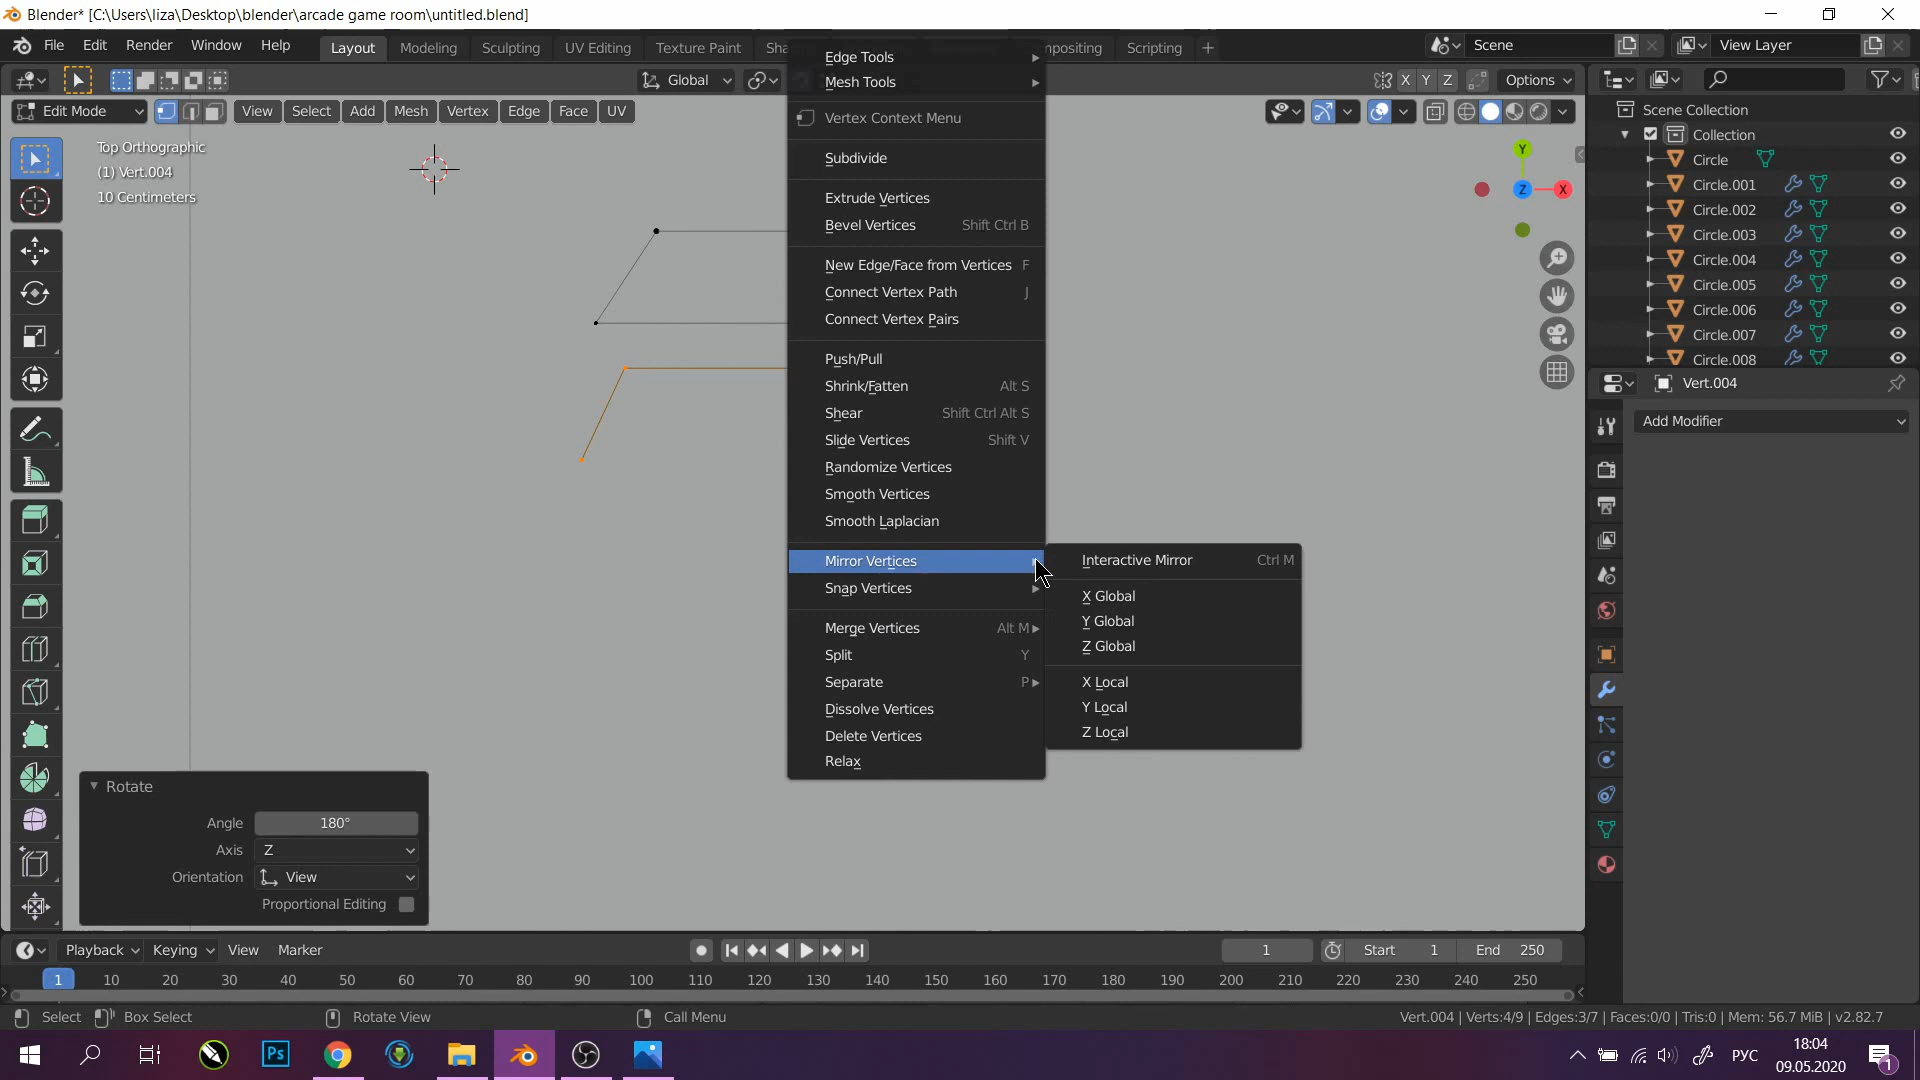 Blender* [C:\Users\liza\Desktop\blender\arcade game room\untitled.blend]
File Edit Render Window Help Layout Modeling Sculpting UV Editing Texture Paint Sha mpositing Scripting + Scene View Layer
Global X Y Z Options
Edit Mode View Select Add Mesh Vertex Edge Face UV
Top Orthographic
(1) Vert.004
10 Centimeters
Edge Tools
Mesh Tools
Vertex Context Menu
Subdivide
Extrude Vertices
Bevel Vertices Shift Ctrl B
New Edge/Face from Vertices F
Connect Vertex Path J
Connect Vertex Pairs
Push/Pull
Shrink/Fatten Alt S
Shear Shift Ctrl Alt S
Slide Vertices Shift V
Randomize Vertices
Smooth Vertices
Smooth Laplacian
Mirror Vertices
Snap Vertices
Merge Vertices Alt M
Split Y
Separate P
Dissolve Vertices
Delete Vertices
Relax
Interactive Mirror Ctrl M
X Global
Y Global
Z Global
X Local
Y Local
Z Local
Y
Z
X
Scene Collection
Collection
Circle
Circle.001
Circle.002
Circle.003
Circle.004
Circle.005
Circle.006
Circle.007
Circle.008
Vert.004
Add Modifier
Rotate
Angle 180°
Axis Z
Orientation View
Proportional Editing
Playback Keying View Marker 1 Start 1 End 250
1 10 20 30 40 50 60 70 80 90 100 110 120 130 140 150 160 170 180 190 200 210 220 230 240 250
Select Box Select Rotate View Call Menu Vert.004 | Verts:4/9 | Edges:3/7 | Faces:0/0 | Tris:0 | Mem: 56.7 MiB | v2.82.7
Ps
РУС
18:04
09.05.2020
1